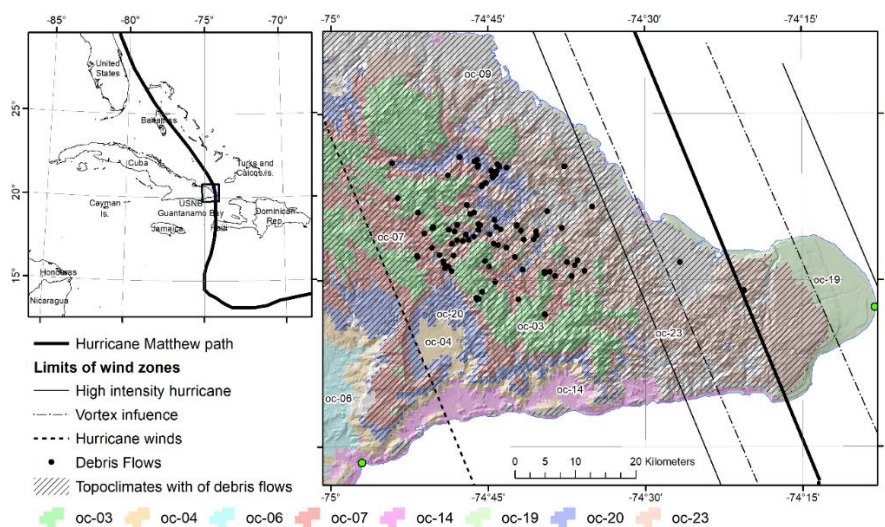 -85° -80° -75° -70°
25°
20°
15°
United
States
Bahamas
Cuba
Turks and
Caicos Is.
Cayman
Is.
USNB
Guantanamo Bay
Jamaica
Haiti
Dominican
Rep.
Honduras
Nicaragua
-75° -74°45' -74°30' -74°15'
oc-09
oc-07
oc-19
oc-20
oc-03
oc-23
oc-04
oc-14
oc-06
0 5 10 20 Kilometers
-75° -74°45' -74°30' -74°15'
Hurricane Matthew path
Limits of wind zones
High intensity hurricane
Vortex infuence
Hurricane winds
Debris Flows
Topoclimates with of debris flows
oc-03 oc-04 oc-06 oc-07 oc-14 oc-19 oc-20 oc-23